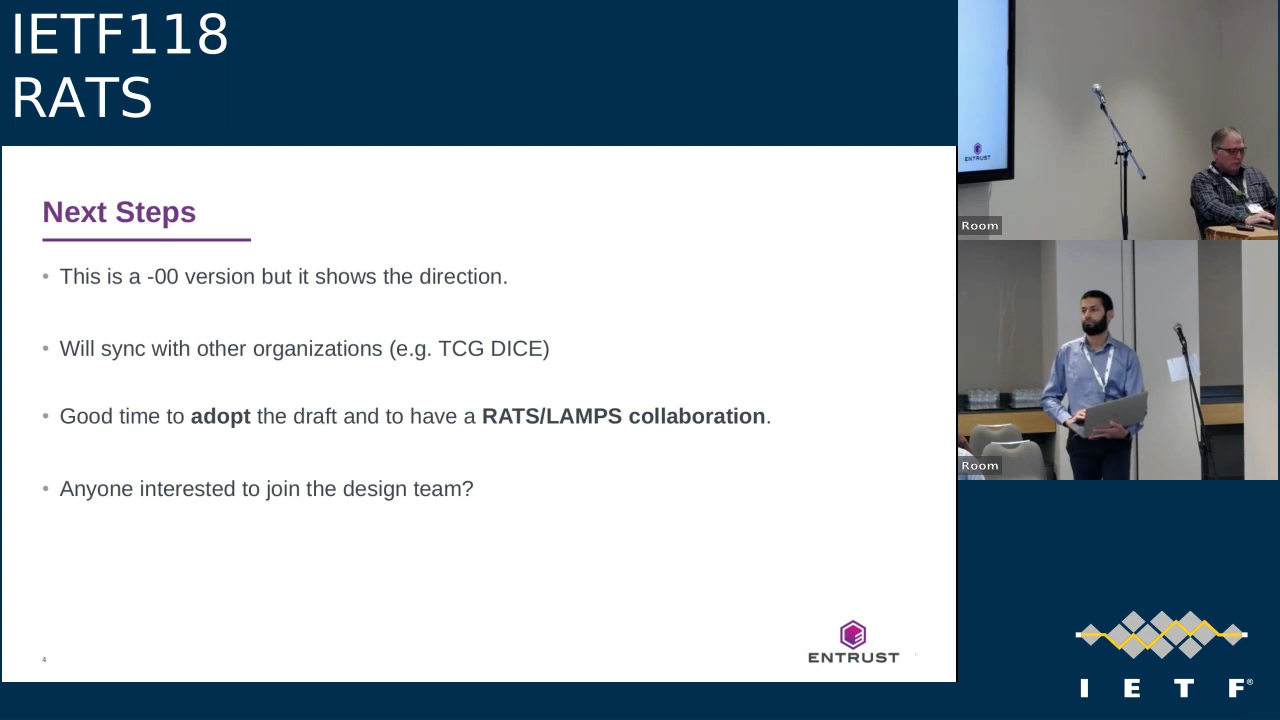 IETF118
RATS
Next Steps
• This is a -00 version but it shows the direction.
• Will sync with other organizations (e.g. TCG DICE)
• Good time to adopt the draft and to have a RATS/LAMPS collaboration.
• Anyone interested to join the design team?
4
ENTRUST
ENTRUST
Room
Room
I E T F®